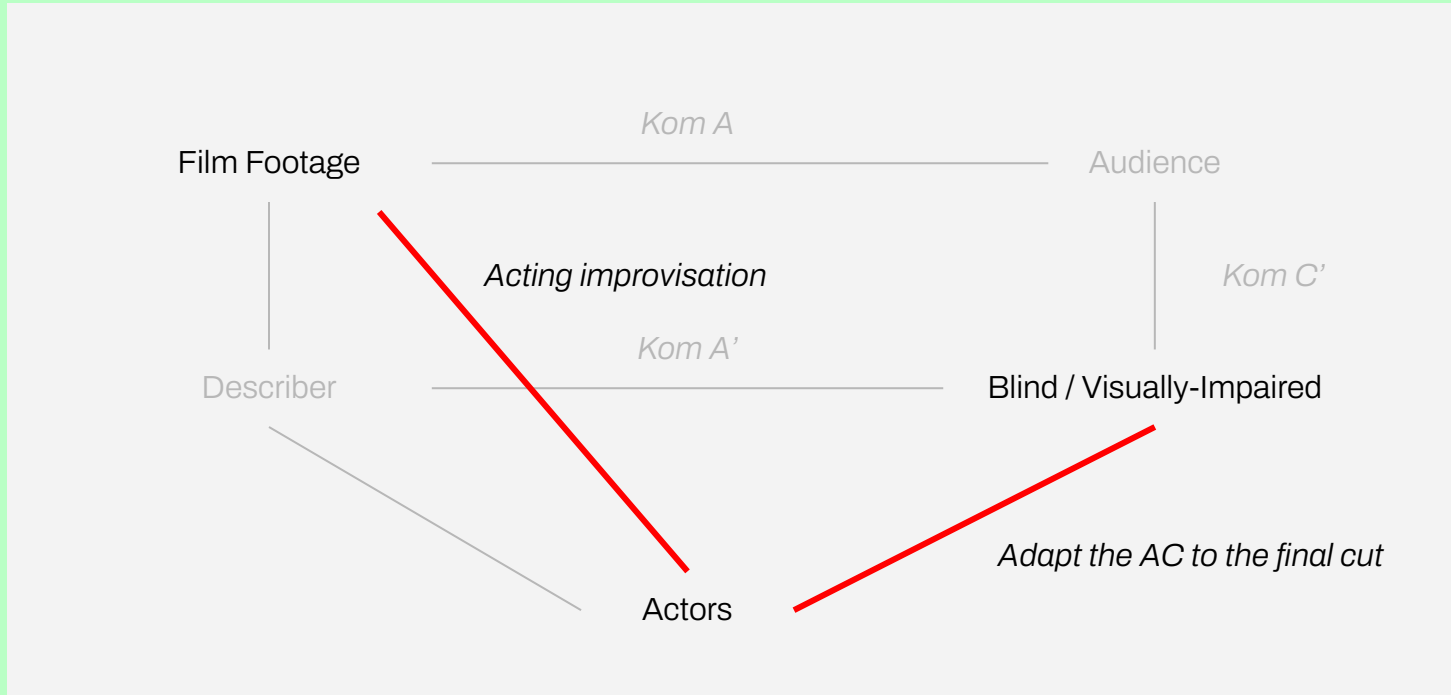 Kom A
Film Footage
Audience
Acting improvisation
Kom C’
Kom A’
Describer
Blind / Visually-Impaired
Adapt the AC to the final cut
Actors